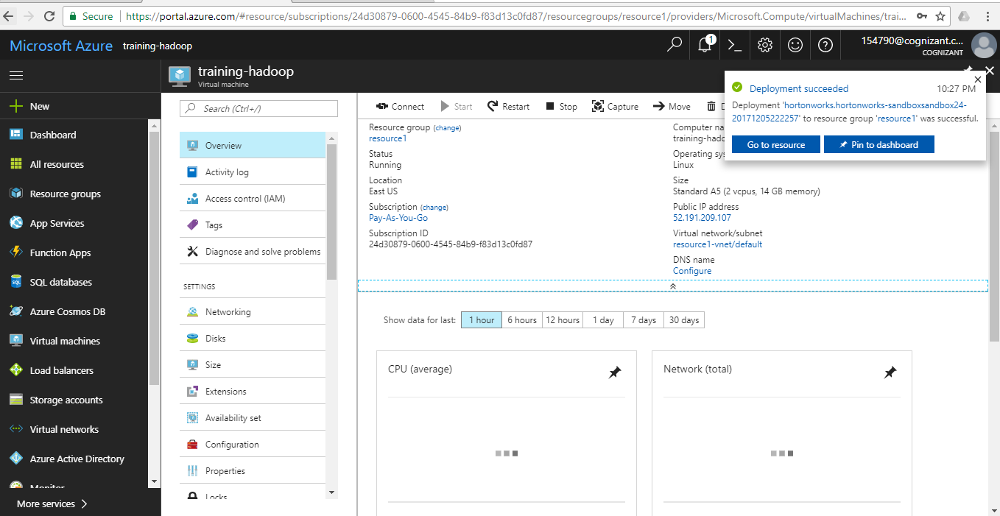 Secure https://portal.azure.com/#resource/subscriptions/24d30879-0600-4545-84b9-f83d13c0fd87/resourcegroups/resource1/providers/Microsoft.Compute/virtualMachines/trai...
Microsoft Azure training-hadoop
1
154790@cognizant.c...
COGNIZANT
New
Dashboard
All resources
Resource groups
App Services
Function Apps
SQL databases
Azure Cosmos DB
Virtual machines
Load balancers
Storage accounts
Virtual networks
Azure Active Directory
Monitor
More services
training-hadoop
Virtual machine
Search (Ctrl+/)
Overview
Activity log
Access control (IAM)
Tags
Diagnose and solve problems
SETTINGS
Networking
Disks
Size
Extensions
Availability set
Configuration
Properties
Locks
Connect Start Restart Stop Capture Move D
Resource group (change)
resource1
Status
Running
Location
East US
Subscription (change)
Pay-As-You-Go
Subscription ID
24d30879-0600-4545-84b9-f83d13c0fd87
Computer na
training-hado
Operating sys
Linux
Size
Standard A5 (2 vcpus, 14 GB memory)
Public IP address
52.191.209.107
Virtual network/subnet
resource1-vnet/default
DNS name
Configure
Deployment succeeded 10:27 PM
Deployment 'hortonworks.hortonworks-sandboxsandbox24-
20171205222257' to resource group 'resource1' was successful.
Go to resource Pin to dashboard
Show data for last: 1 hour 6 hours 12 hours 1 day 7 days 30 days
CPU (average)
Network (total)